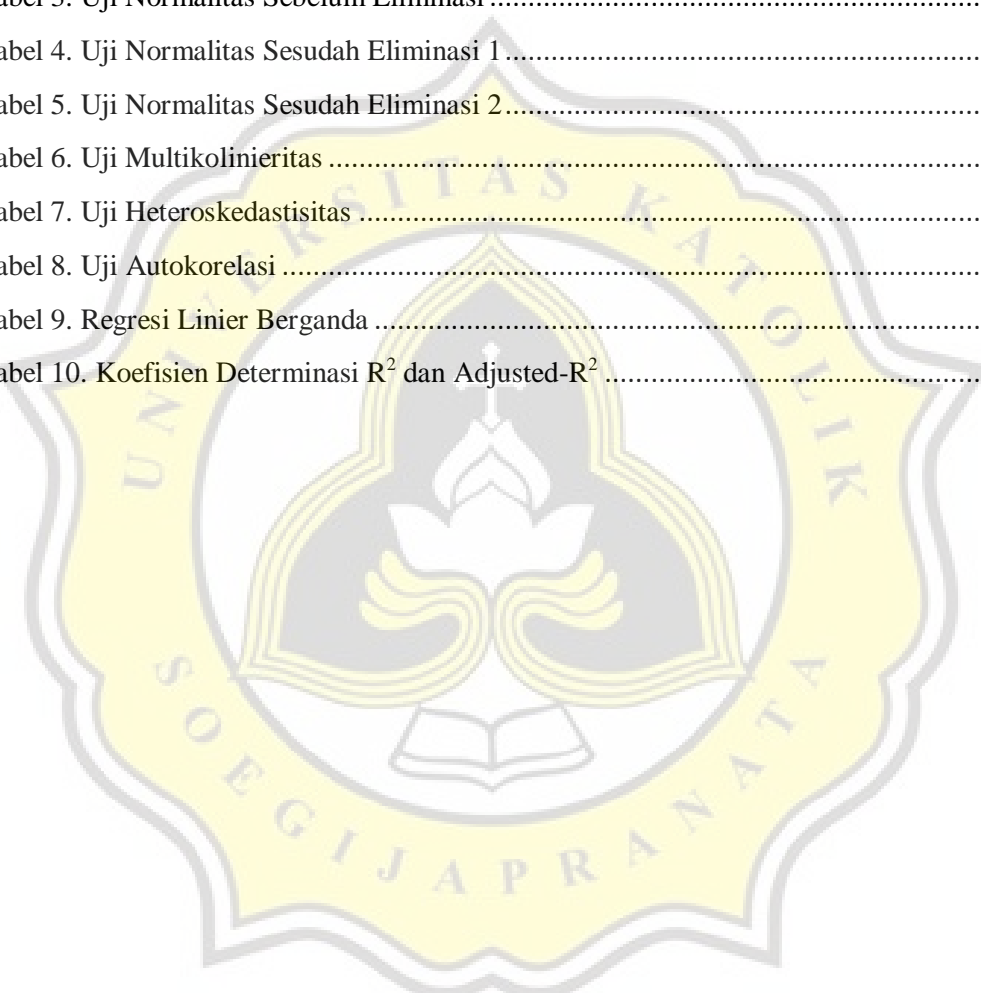 abel 3. Uji Normalitas Sebelum Eliminasi ........................................................................
abel 4. Uji Normalitas Sesudah Eliminasi 1 ........................................................................
abel 5. Uji Normalitas Sesudah Eliminasi 2 ........................................................................
abel 6. Uji Multikolinieritas ........................................................................
abel 7. Uji Heteroskedastisitas ........................................................................
abel 8. Uji Autokorelasi ........................................................................
abel 9. Regresi Linier Berganda ........................................................................
abel 10. Koefisien Determinasi R² dan Adjusted-R² ........................................................................
UNIVERSITAS KATOLIK
SOEGIJAPRANATA